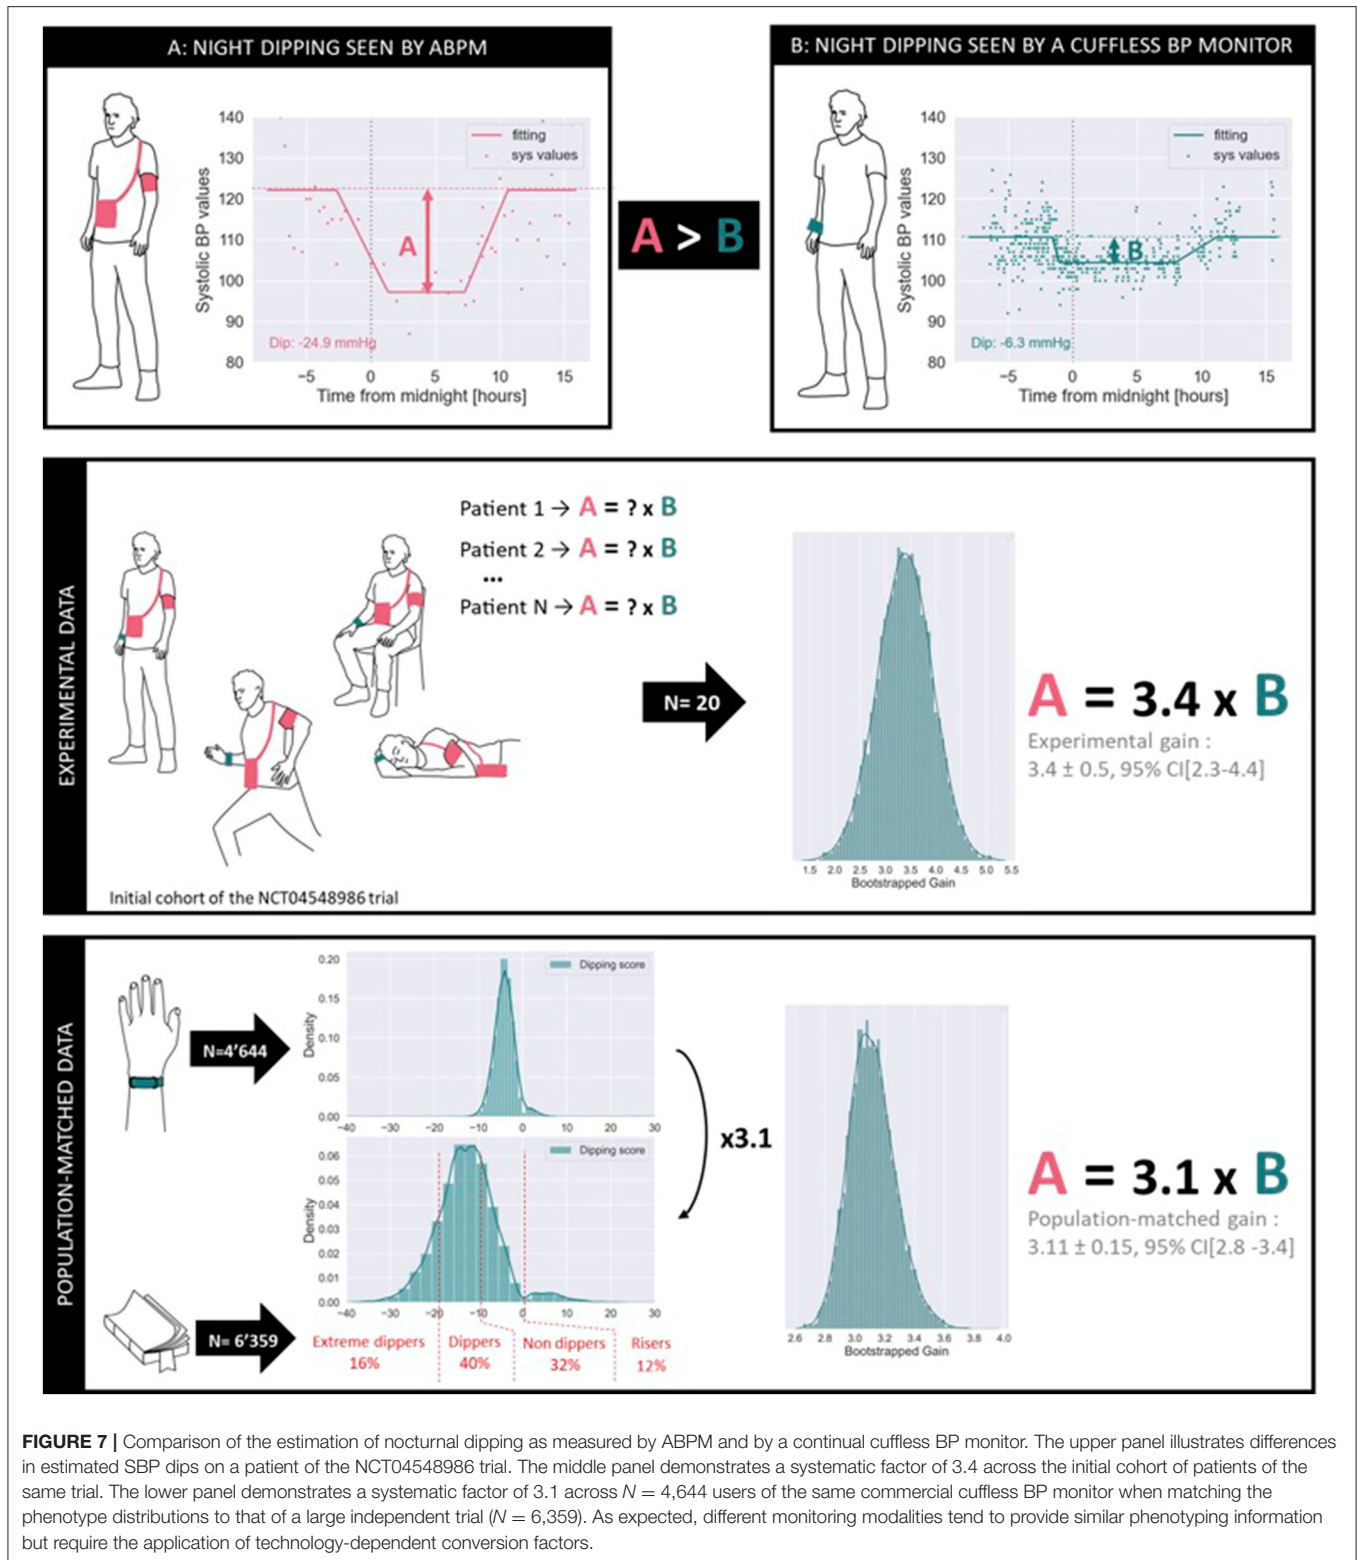 A: NIGHT DIPPING SEEN BY ABPM
140
130
120
110
100
90
80
Systolic BP values
fitting
sys values
A
Dip: -24.9 mmHg
−5 0 5 10 15
Time from midnight [hours]
A > B
B: NIGHT DIPPING SEEN BY A CUFFLESS BP MONITOR
140
130
120
110
100
90
80
Systolic BP values
fitting
sys values
B
Dip: -6.3 mmHg
−5 0 5 10 15
Time from midnight [hours]
EXPERIMENTAL DATA
Patient 1 → A = ? x B
Patient 2 → A = ? x B
...
Patient N → A = ? x B
N= 20
1.5 2.0 2.5 3.0 3.5 4.0 4.5 5.0 5.5
Bootstrapped Gain
A = 3.4 x B
Experimental gain :
3.4 ± 0.5, 95% CI[2.3-4.4]
Initial cohort of the NCT04548986 trial
POPULATION-MATCHED DATA
N=4’644
0.20
0.15
0.10
0.05
0.00
Density
Dipping score
−40 −30 −20 −10 0 10 20 30
x3.1
0.06
0.05
0.04
0.03
0.02
0.01
0.00
Density
Dipping score
−40 −30 −20 −10 0 10 20 30
N= 6’359
Extreme dippers
16%
Dippers
40%
Non dippers
32%
Risers
12%
2.6 2.8 3.0 3.2 3.4 3.6 3.8 4.0
Bootstrapped Gain
A = 3.1 x B
Population-matched gain :
3.11 ± 0.15, 95% CI[2.8 -3.4]
FIGURE 7 | Comparison of the estimation of nocturnal dipping as measured by ABPM and by a continual cuffless BP monitor. The upper panel illustrates differences
in estimated SBP dips on a patient of the NCT04548986 trial. The middle panel demonstrates a systematic factor of 3.4 across the initial cohort of patients of the
same trial. The lower panel demonstrates a systematic factor of 3.1 across N = 4,644 users of the same commercial cuffless BP monitor when matching the
phenotype distributions to that of a large independent trial (N = 6,359). As expected, different monitoring modalities tend to provide similar phenotyping information
but require the application of technology-dependent conversion factors.